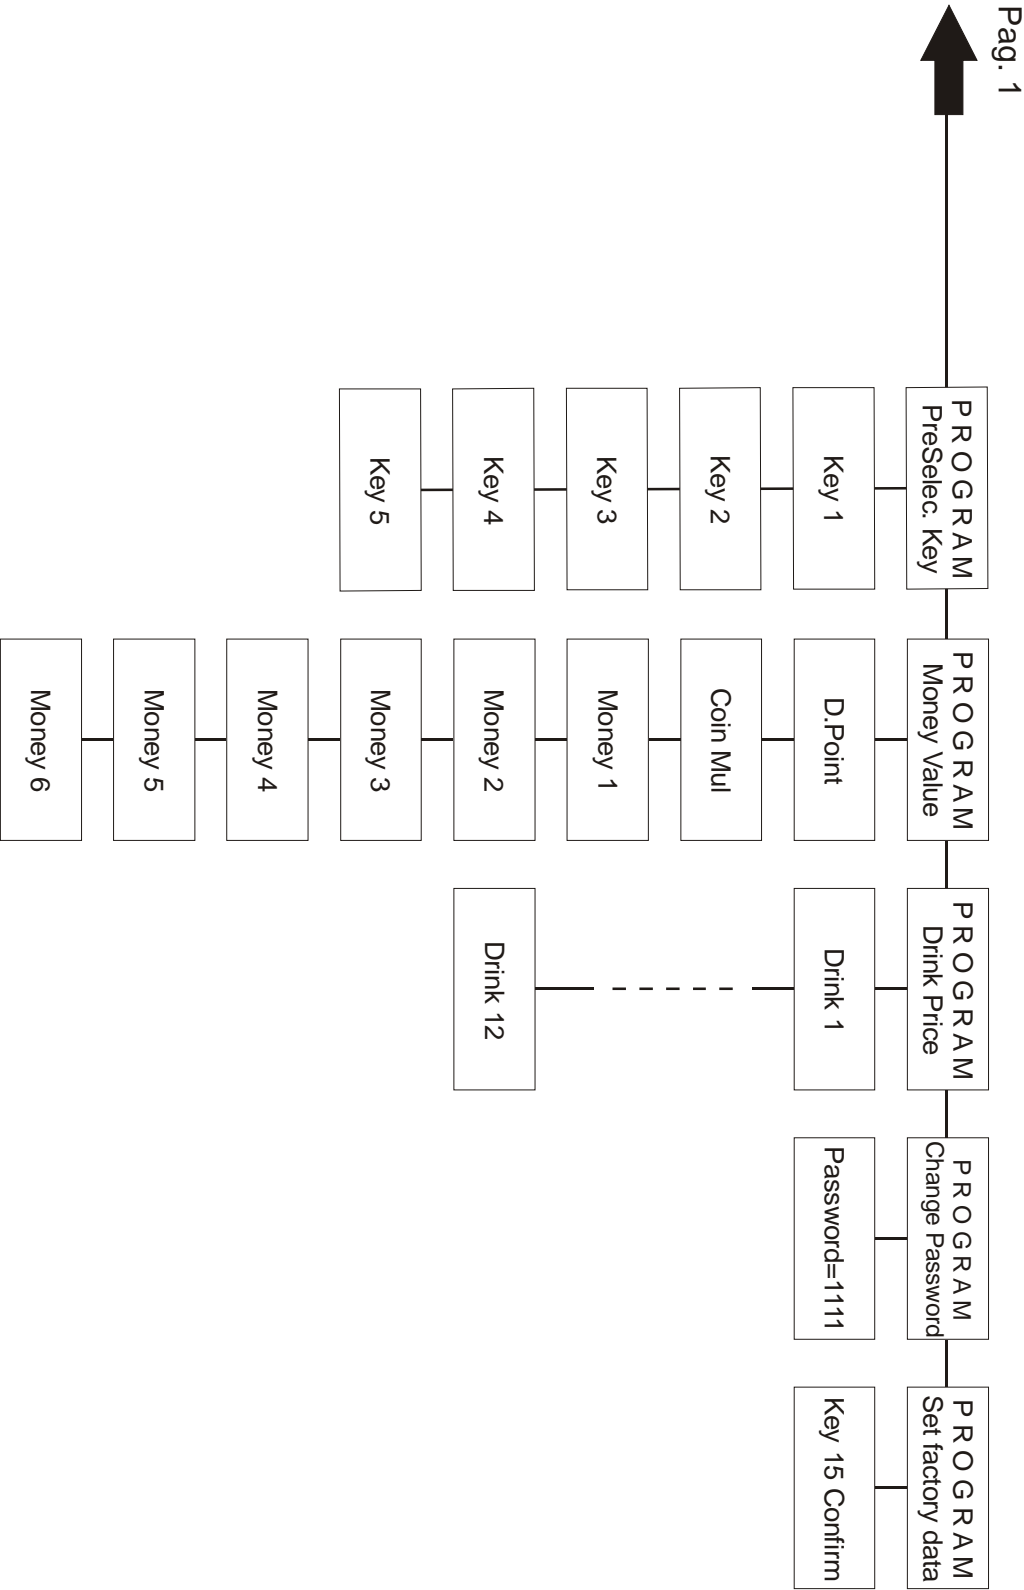 Pag. 1
P R O G R A M
PreSelec. Key
Key 1
Key 2
Key 3
Key 4
Key 5
P R O G R A M
Money Value
D.Point
Coin Mul
Money 1
Money 2
Money 3
Money 4
Money 5
Money 6
P R O G R A M
Drink Price
Drink 1
Drink 12
P R O G R A M
Change Password
Password=1111
P R O G R A M
Set factory data
Key 15 Confirm